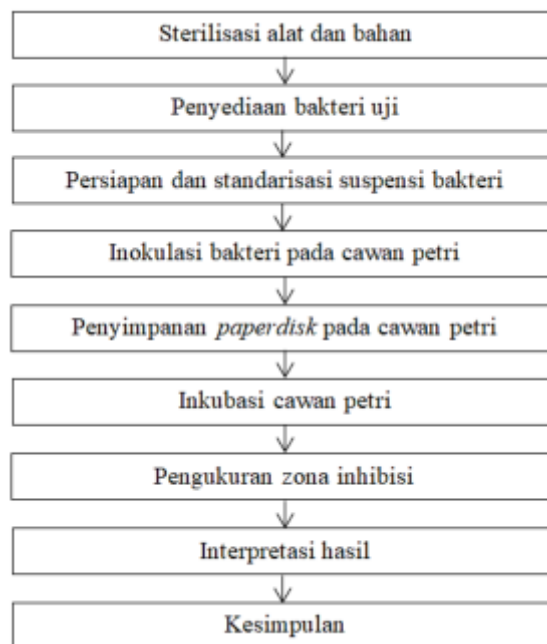 Sterilisasi alat dan bahan
Penyediaan bakteri uji
Persiapan dan standarisasi suspensi bakteri
Inokulasi bakteri pada cawan petri
Penyimpanan paperdisk pada cawan petri
Inkubasi cawan petri
Pengukuran zona inhibisi
Interpretasi hasil
Kesimpulan